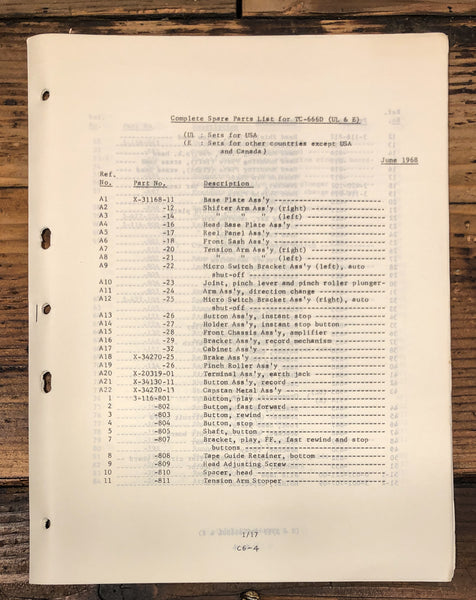 Complete Spare Parts List for TC-666D (UL & E)
(UL : Sets for USA
(E : Sets for other countries except USA
and Canada)
June 1968
Ref.
No. Part No. Description
A1 X-31168-11 Base Plate Ass'y
A2 -12 Shifter Arm Ass'y (right)
A3 -14 " " " (left)
A4 -16 Head Base Plate Ass'y
A5 -17 Reel Panel Ass'y
A6 -18 Front Sash Ass'y
A7 -20 Tension Arm Ass'y (right)
A8 -21 " " " (left)
A9 -22 Micro Switch Bracket Ass'y (left), auto
shut-off
A10 -23 Joint, pinch lever and pinch roller plunger-
A11 -24 Arm Ass'y, direction change
A12 -25 Micro Switch Bracket Ass'y (right), auto
shut-off
A13 -26 Button Ass'y, instant stop
A14 -27 Holder Ass'y, instant stop button
A15 -28 Front Chassis Ass'y, amplifier
A16 -29 Bracket Ass'y, record mechanism
A17 -32 Cabinet Ass'y
A18 X-34270-25 Brake Ass'y
A19 -26 Pinch Roller Ass'y
A20 X-20319-01 Terminal Ass'y, earth jack
A21 X-34130-11 Button Ass'y, record
A22 X-34270-13 Capstan Metal Ass'y
1 3-116-801 Button, play
2 -802 Button, fast forward
3 -803 Button, rewind
4 -804 Button, stop
5 -805 Shaft, button
7 -807 Bracket, play, FF., fast rewind and stop
buttons
8 -808 Tape Guide Retainer, bottom
9 -809 Head Adjusting Screw
10 -810 Spacer, head
11 -811 Tension Arm Stopper
1/17
C6-4